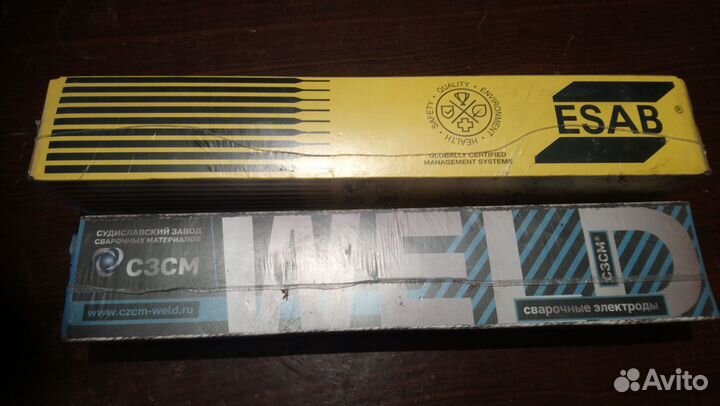 SAFETY · QUALITY · ENVIRONMENT · HEALTH ·
GLOBALLY CERTIFIED
MANAGEMENT SYSTEMS
ESAB®
СУДИСЛАВСКИЙ ЗАВОД
СВАРОЧНЫХ МАТЕРИАЛОВ
СЗСМ
www.czcm-weld.ru
WELD
СЗСМ®
сварочные электроды
Avito